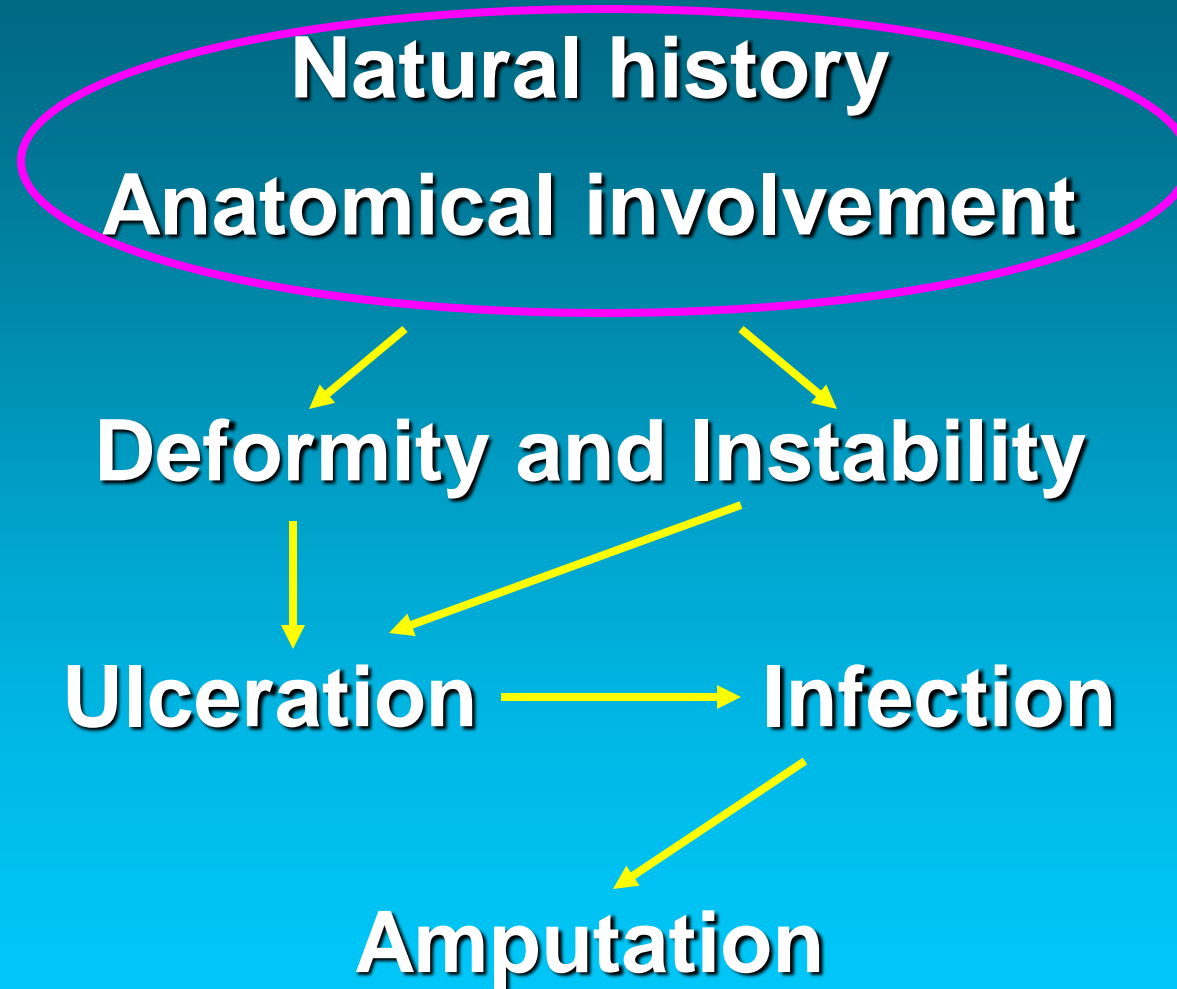 Natural history
Anatomical involvement
Deformity and Instability
Ulceration
Infection
Amputation